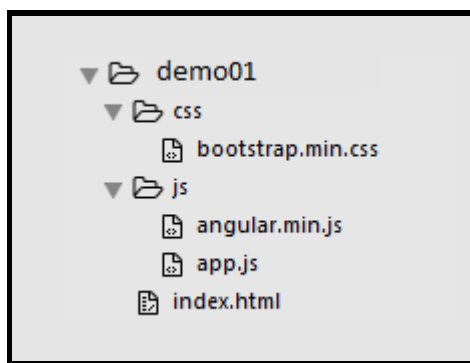 demo01
css
bootstrap.min.css
js
angular.min.js
app.js
index.html